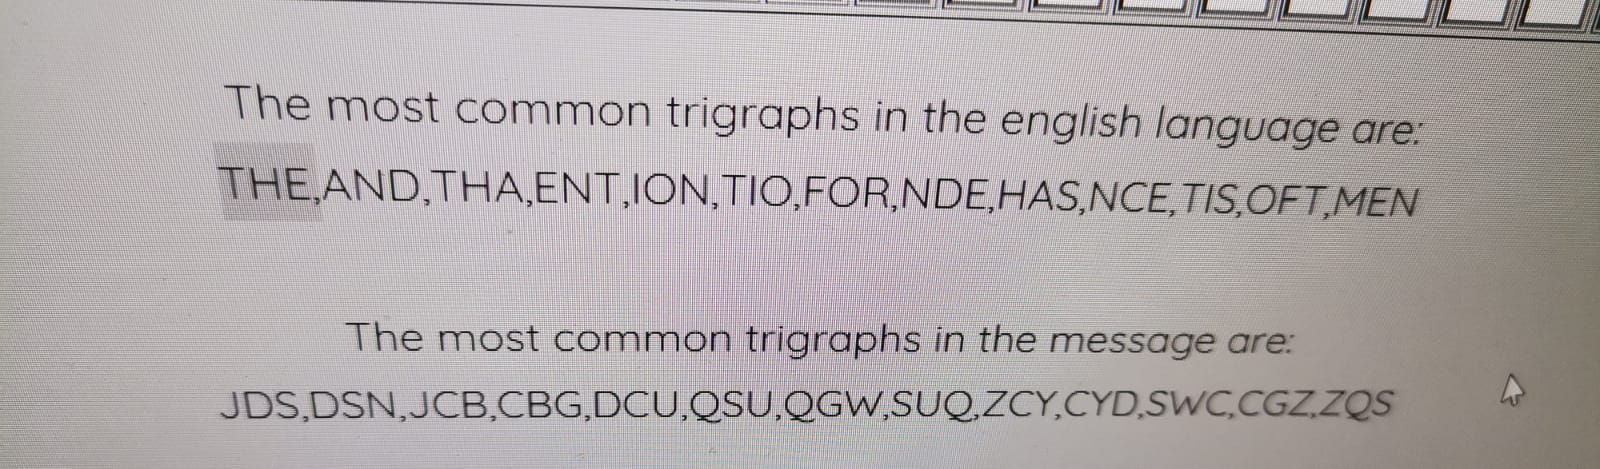 The most common trigraphs in the english language are:
THE,AND,THA,ENT,ION,TIO,FOR,NDE,HAS,NCE,TIS,OFT,MEN
The most common trigraphs in the message are:
JDS,DSN,JCB,CBG,DCU,QSU,QGW,SUQ,ZCY,CYD,SWC,CGZ,ZQS